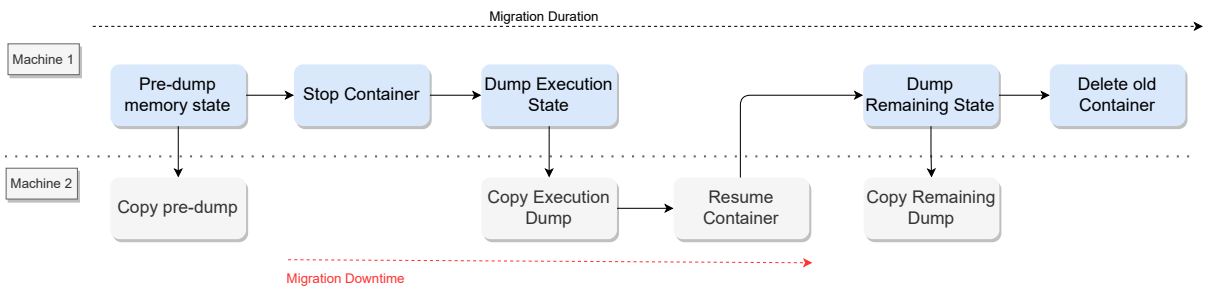 Migration Duration
Machine 1
Pre-dump
memory state
Stop Container
Dump Execution
State
Dump
Remaining State
Delete old
Container
Machine 2
Copy pre-dump
Copy Execution
Dump
Resume
Container
Copy Remaining
Dump
Migration Downtime